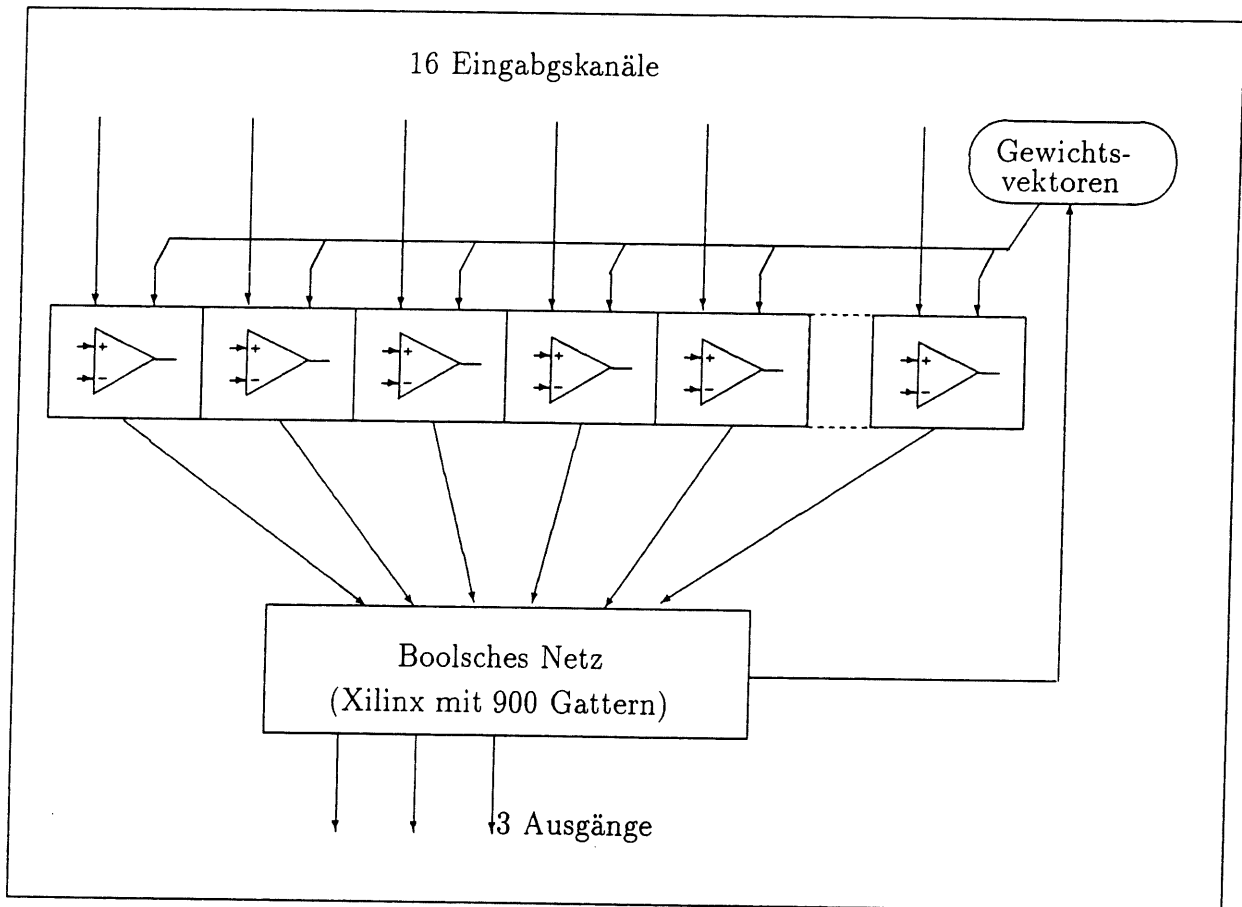 16 Eingabgskanäle
Gewichts-
vektoren
+ + + + + +
- - - - - -
Boolsches Netz
(Xilinx mit 900 Gattern)
3 Ausgänge